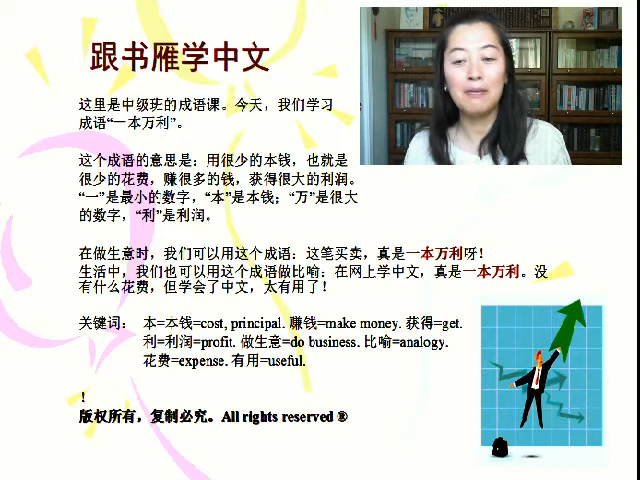 跟书雁学中文
这里是中级班的成语课。今天，我们学习
成语“一本万利”。
这个成语的意思是：用很少的本钱，也就是
很少的花费，赚很多的钱，获得很大的利润。
“一”是最小的数字，“本”是本钱；“万”是很大
的数字，“利”是利润。
在做生意时，我们可以用这个成语：这笔买卖，真是一本万利呀！
生活中，我们也可以用这个成语做比喻：在网上学中文，真是一本万利。没
有什么花费，但学会了中文，太有用了！
关键词： 本=本钱=cost, principal. 賺钱=make money. 获得=get.
利=利润=profit. 做生意=do business. 比喻=analogy.
花费=expense. 有用=useful.
！
版权所有，复制必究。All rights reserved ®